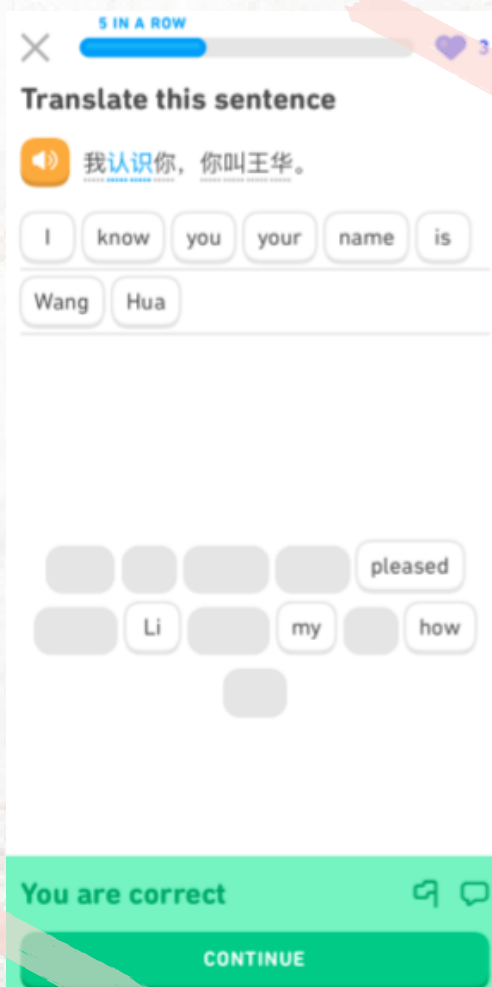 5 IN A ROW
3
Translate this sentence
我认识你，你叫王华。
I know you your name is
Wang Hua
pleased
Li my how
You are correct
CONTINUE